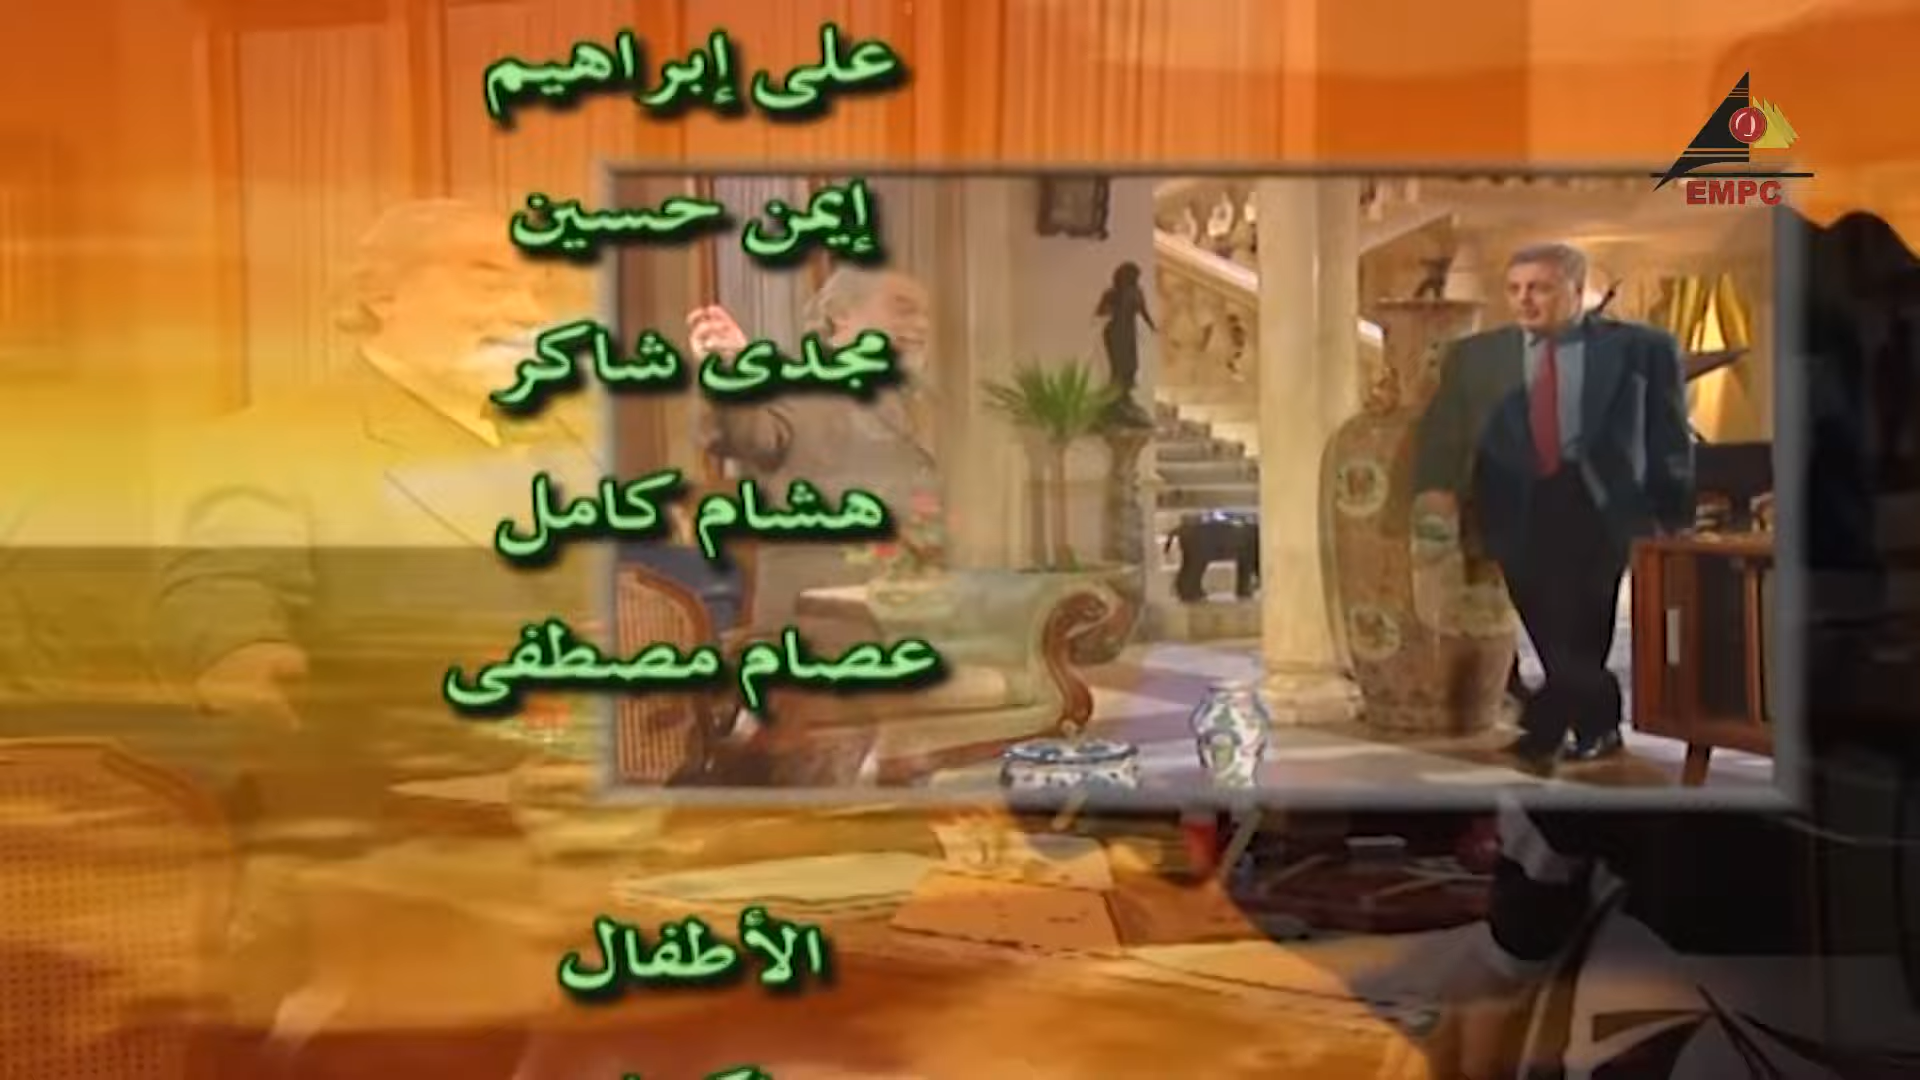 على إبراهيم
EMPC
إيمن حسين
مجدى شاكر
هشام كامل
عصام مصطفى
الأطفال